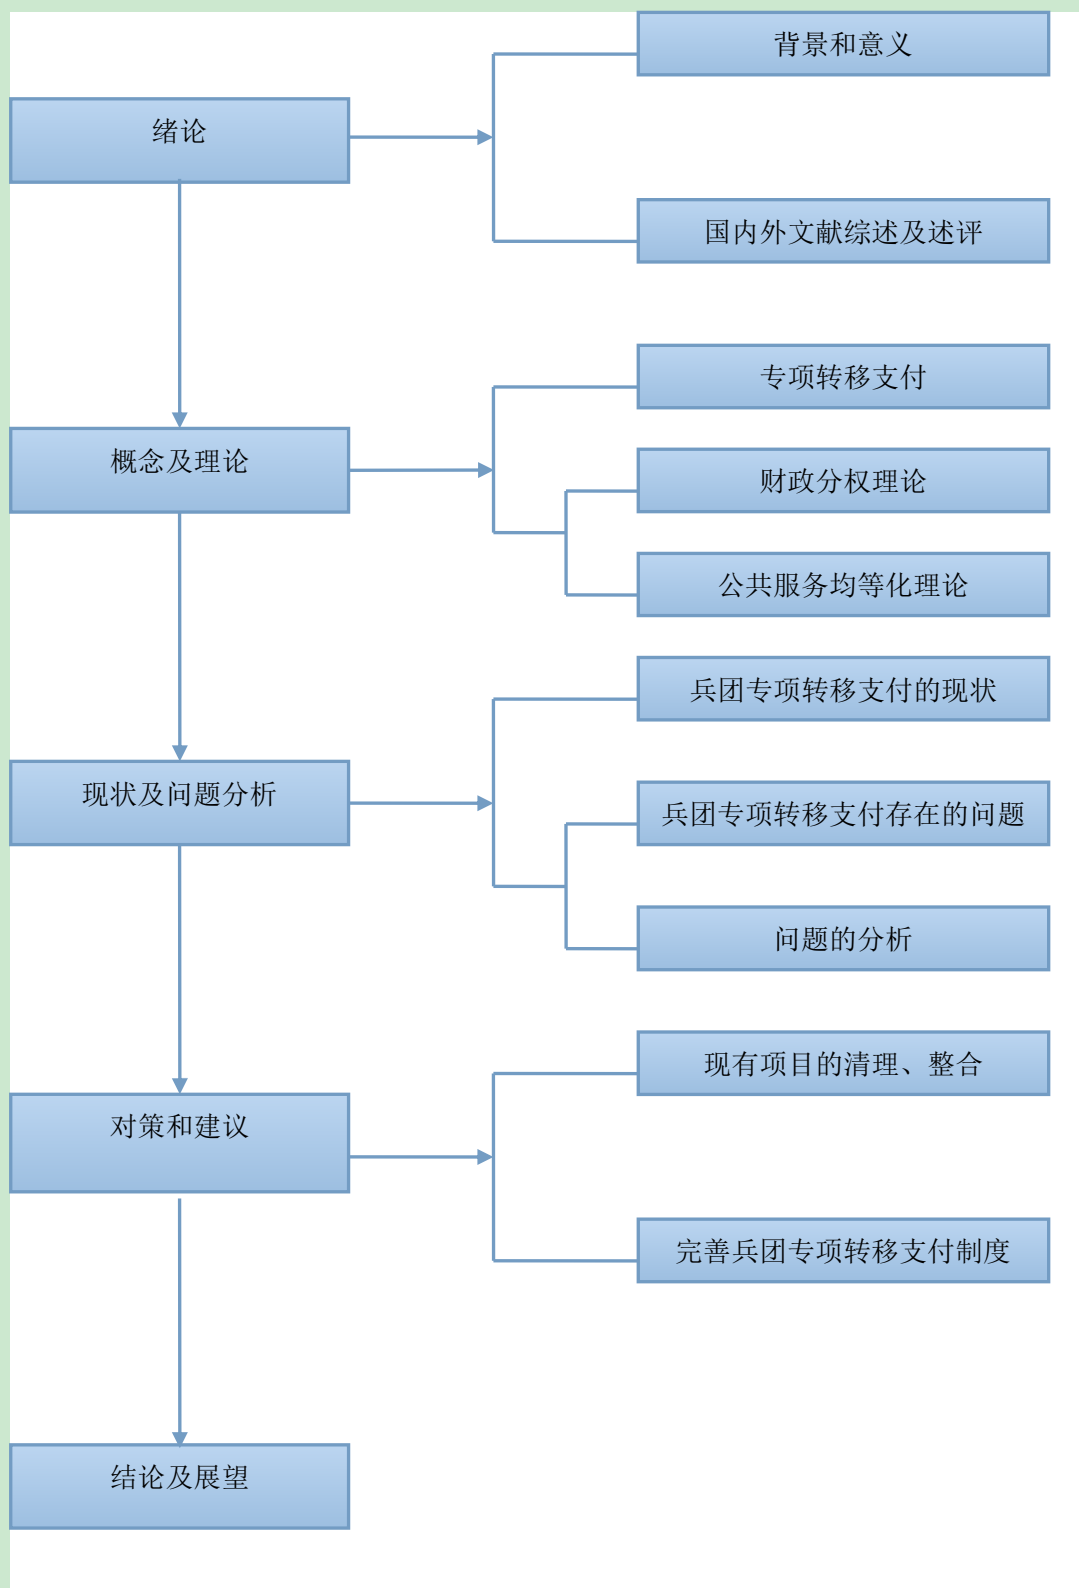 绪论
背景和意义
国内外文献综述及述评
概念及理论
专项转移支付
财政分权理论
公共服务均等化理论
现状及问题分析
兵团专项转移支付的现状
兵团专项转移支付存在的问题
问题的分析
对策和建议
现有项目的清理、整合
完善兵团专项转移支付制度
结论及展望